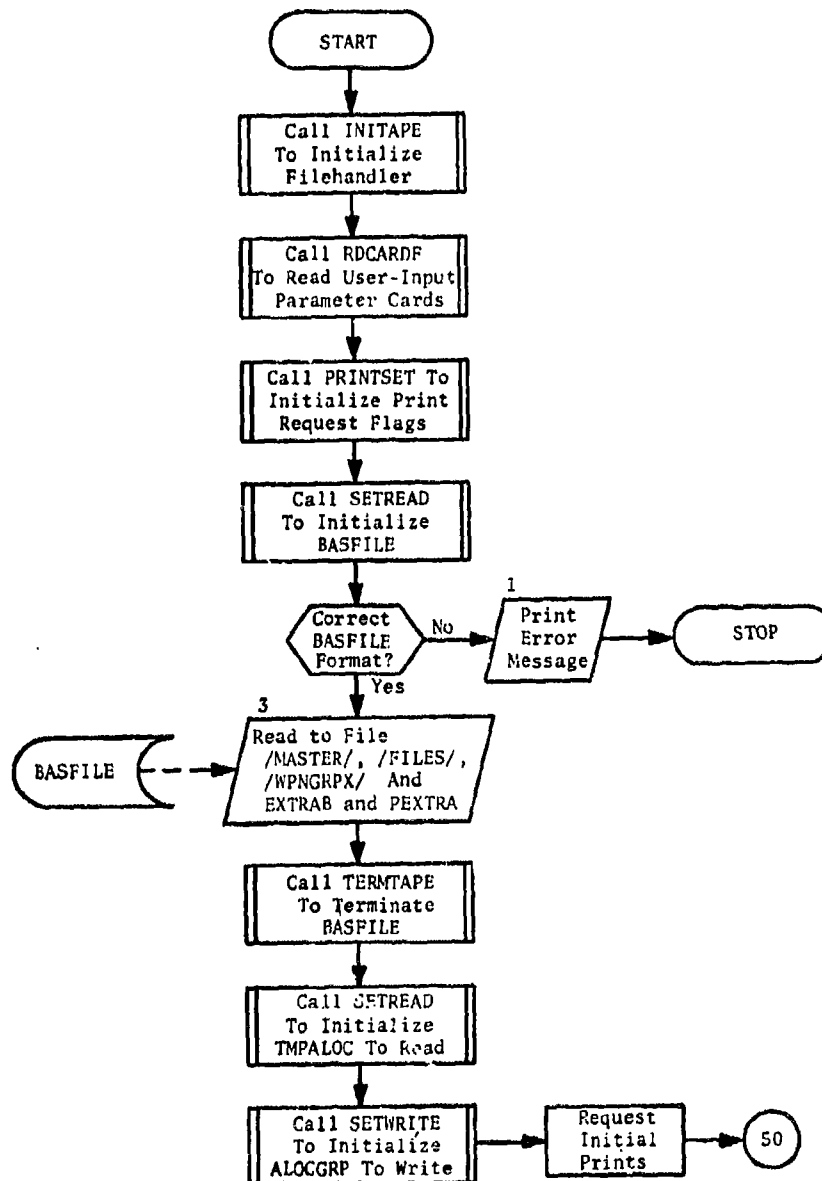 START
Call INITAPE
To Initialize
Filehandler
Call RDCARDF
To Read User-Input
Parameter Cards
Call PRINTSET To
Initialize Print
Request Flags
Call SETREAD
To Initialize
BASFILE
Correct
BASFILE
Format?
No
1
Print
Error
Message
STOP
Yes
3
Read to File
/MASTER/, /FILES/,
/WPNGRPX/ And
EXTRAB and PEXTRA
BASFILE
Call TERMTAPE
To Terminate
BASFILE
Call SETREAD
To Initialize
TMPALOC To Read
Call SETWRITE
To Initialize
ALOCGRP To Write
Request
Initial
Prints
50